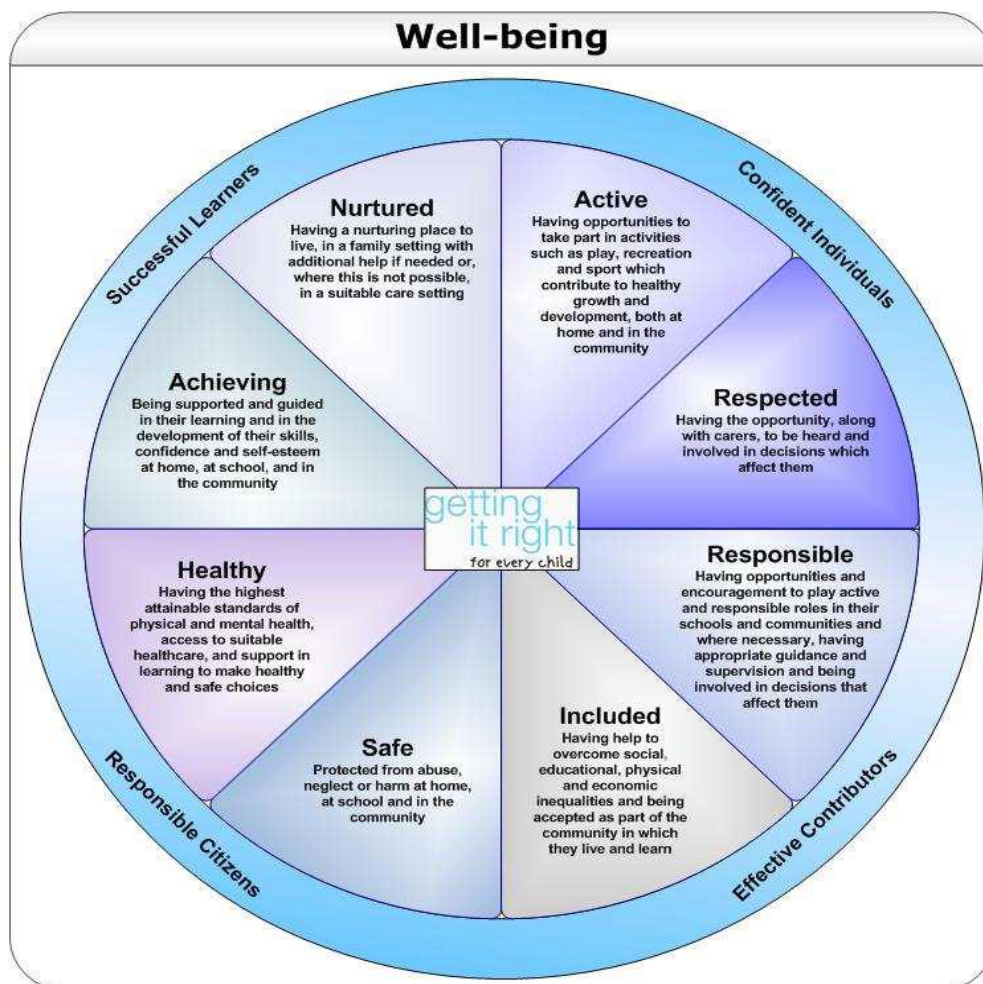 Well-being
Successful Learners
Confident Individuals
Nurtured
Having a nurturing place to
live, in a family setting with
additional help if needed or,
where this is not possible,
in a suitable care setting
Active
Having opportunities to
take part in activities
such as play, recreation
and sport which
contribute to healthy
growth and
development, both at
home and in the
community
Achieving
Being supported and guided
in their learning and in the
development of their skills,
confidence and self-esteem
at home, at school, and in
the community
Respected
Having the opportunity, along
with carers, to be heard and
involved in decisions which
affect them
getting
it right
for every child
Healthy
Having the highest
attainable standards of
physical and mental health,
access to suitable
healthcare, and support in
learning to make healthy
and safe choices
Responsible
Having opportunities and
encouragement to play active
and responsible roles in their
schools and communities and
where necessary, having
appropriate guidance and
supervision and being
involved in decisions that
affect them
Safe
Protected from abuse,
neglect or harm at home,
at school and in the
community
Included
Having help to
overcome social,
educational, physical
and economic
inequalities and being
accepted as part of the
community in which
they live and learn
Responsible Citizens
Effective Contributors